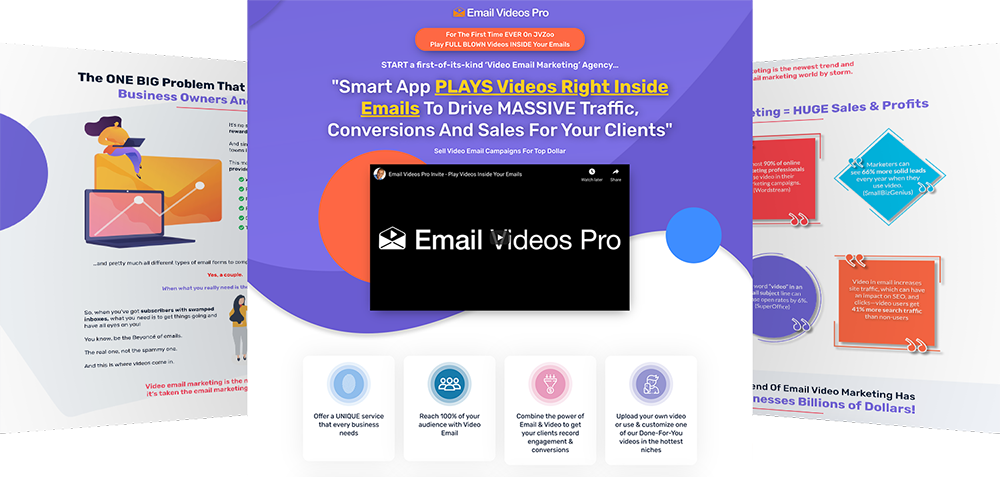 Email Videos Pro
For The First Time EVER On JVZoo
Play FULL BLOWN Videos INSIDE Your Emails
START a first-of-its-kind 'Video Email Marketing' Agency...
"Smart App PLAYS Videos Right Inside
Emails To Drive MASSIVE Traffic,
Conversions And Sales For Your Clients"
Sell Video Email Campaigns For Top Dollar
Email Videos Pro Invite - Play Videos Inside Your Emails
Watch later
Share
Email Videos Pro
Offer a UNIQUE service
that every business
needs
Reach 100% of your
audience with Video
Email
Combine the power of
Email & Video to get
your clients record
engagement &
conversions
Upload your own video
or use & customize one
of our Done-For-You
videos in the hottest
niches
The ONE BIG Problem That
Business Owners And
It's no s
reward
And sin
towns i
This ma
provide
...and pretty much all different types of email forms to com
Yes, a couple.
When what you really need is the
So, when you've got subscribers with swamped
inboxes, what you need is to get things going and
have all eyes on you!
You know, be the Beyoncé of emails.
The real one, not the spammy one.
And this is where videos come in.
Video email marketing is the n
it's taken the email marketing
rketing is the newest trend and
email marketing world by storm.
keting = HUGE Sales & Profits
most 90% of online
keting professionals
se video in their
keting campaigns.
(Wordstream)
Marketers can
see 66% more solid leads
every year when they
use video.
(SmallBizGenius)
word "video" in an
il subject line can
se open rates by 6%.
(SuperOffice)
Video in email increases
site traffic, which can have
an impact on SEO, and
clicks—video users get
41% more search traffic
than non-users
end Of Email Video Marketing Has
nesses Billions of Dollars!